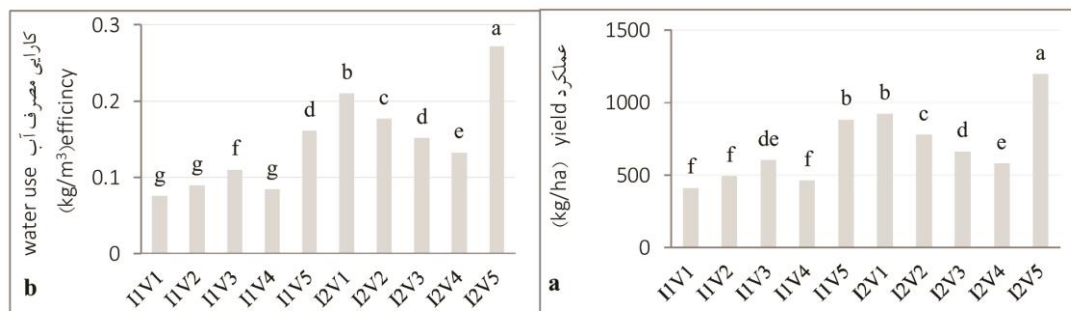 0.3
0.2
0.1
0
کارایی مصرف آب water use
(kg/m³)efficincy
g
g
f
g
d
b
c
d
e
a
I1V1
I1V2
I1V3
I1V4
I1V5
I2V1
I2V2
I2V3
I2V4
I2V5
b
1500
1000
500
0
عملکرد yield
(kg/ha)
f
f
de
f
b
b
c
d
e
a
I1V1
I1V2
I1V3
I1V4
I1V5
I2V1
I2V2
I2V3
I2V4
I2V5
a